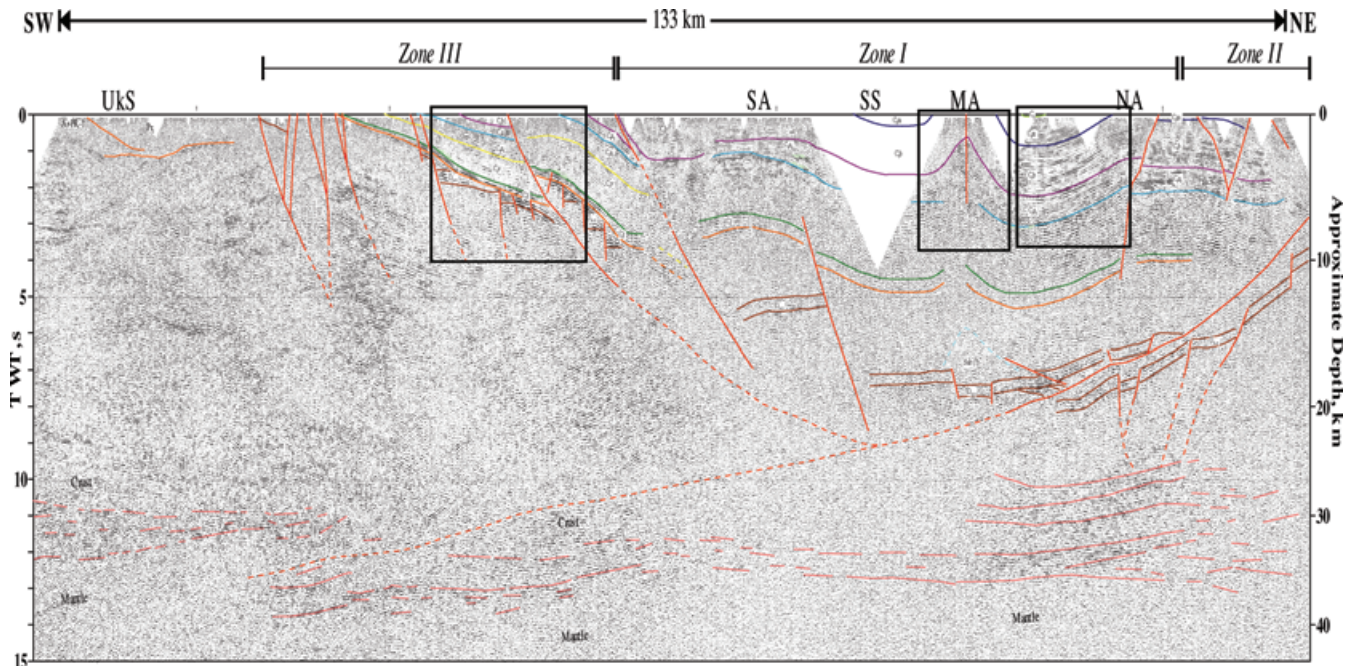 SW 133 km NE
Zone III Zone I Zone II
UkS SA SS MA NA
0 0
5 10
10 20
15 30
40
TWT, s
Approximate Depth, km
Crust
Crust
Mantle
Mantle
Mantle